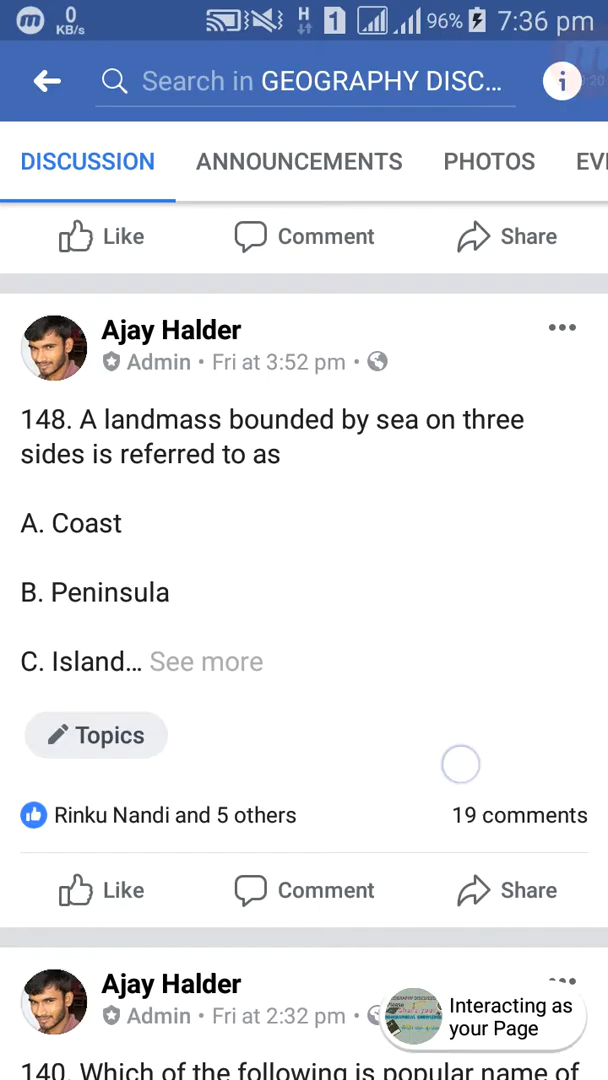 0
KB/s
H 1 96% 7:36 pm
Search in GEOGRAPHY DISC...
DISCUSSION ANNOUNCEMENTS PHOTOS EV
Like Comment Share
Ajay Halder
Admin • Fri at 3:52 pm •
148. A landmass bounded by sea on three
sides is referred to as
A. Coast
B. Peninsula
C. Island... See more
Topics
Rinku Nandi and 5 others 19 comments
Like Comment Share
Ajay Halder
Admin • Fri at 2:32 pm •
Interacting as
your Page
140. Which of the following is popular name of